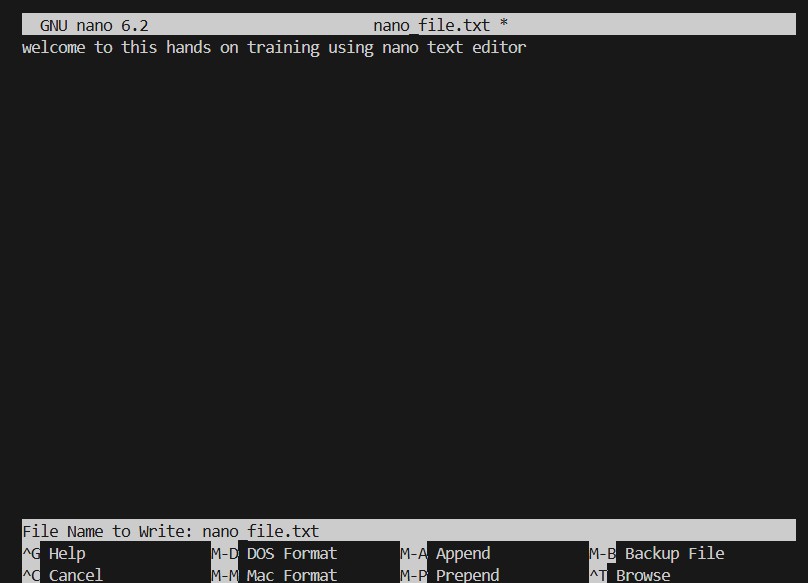 GNU nano 6.2 nano_file.txt *
welcome to this hands on training using nano text editor
File Name to Write: nano_file.txt
^G Help M-D DOS Format M-A Append M-B Backup File
^C Cancel M-M Mac Format M-P Prepend ^T Browse